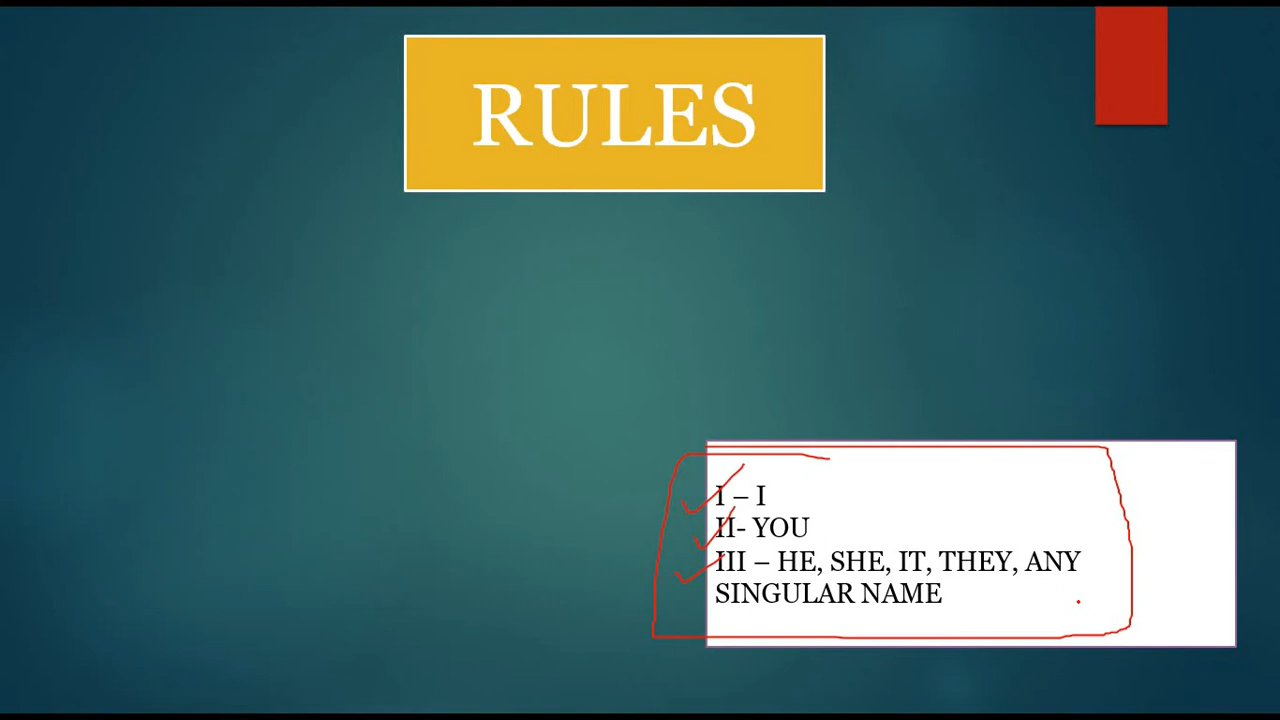 RULES
I – I
II- YOU
III – HE, SHE, IT, THEY, ANY
SINGULAR NAME